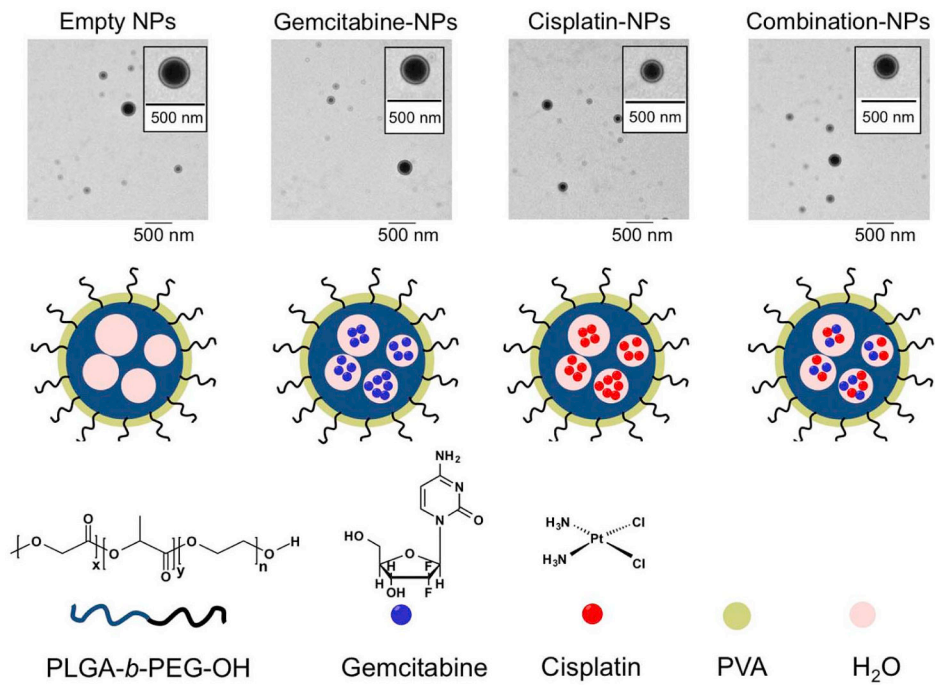 Empty NPs
Gemcitabine-NPs
Cisplatin-NPs
Combination-NPs
500 nm
500 nm
500 nm
500 nm
500 nm
500 nm
500 nm
500 nm
NH₂
N
N
O
HO
O
H
F
H
OH
F
H
O
O
O
x
O
y
O
n
O
H
H₃N
H₃N
Pt
Cl
Cl
PLGA-b-PEG-OH
Gemcitabine
Cisplatin
PVA
H₂O